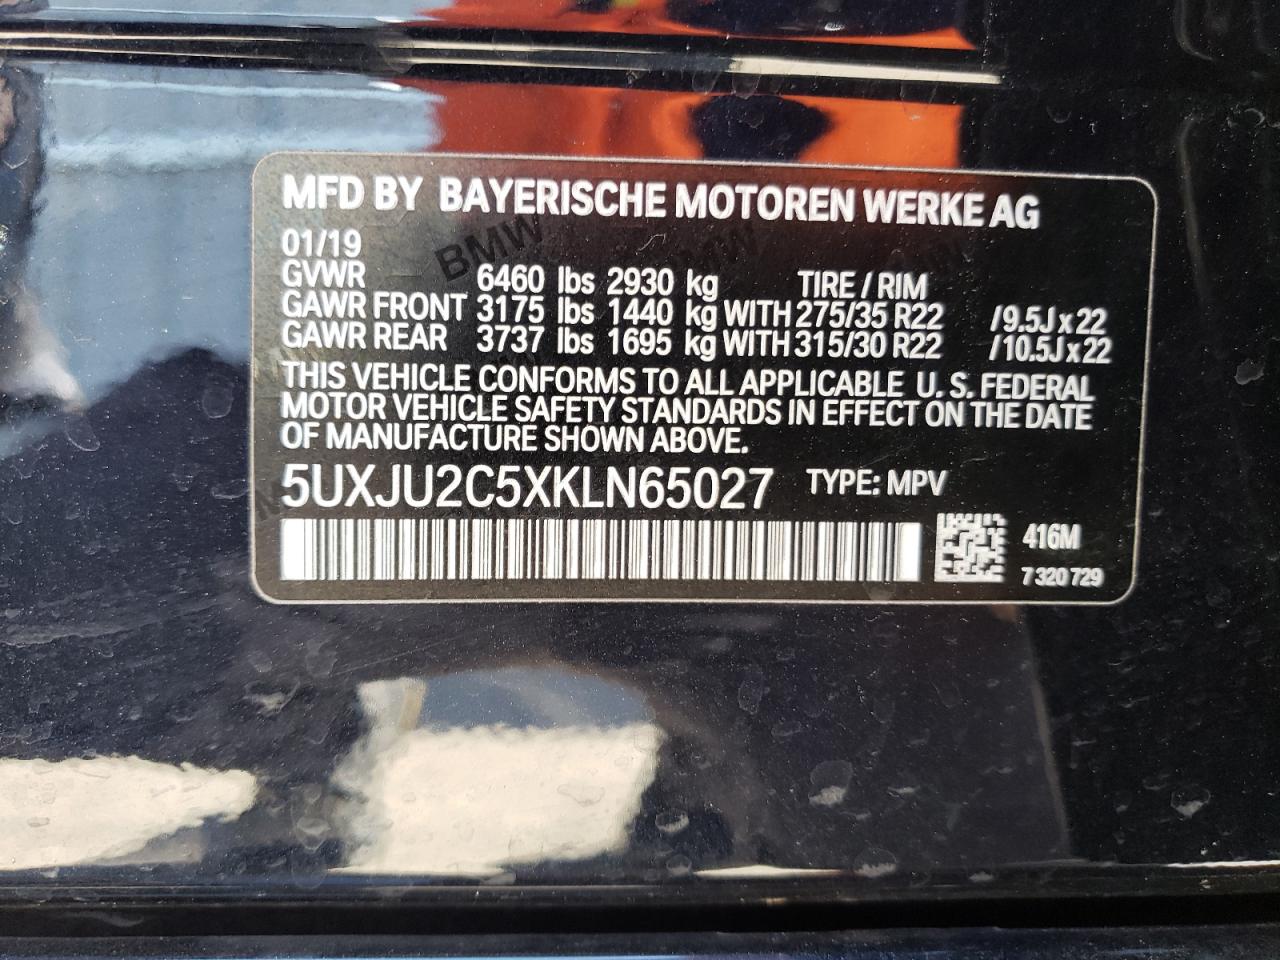 MFD BY BAYERISCHE MOTOREN WERKE AG
01/19
GVWR 6460 lbs 2930 kg TIRE / RIM
GAWR FRONT 3175 lbs 1440 kg WITH 275/35 R22 /9.5J x 22
GAWR REAR 3737 lbs 1695 kg WITH 315/30 R22 /10.5J x 22
THIS VEHICLE CONFORMS TO ALL APPLICABLE U. S. FEDERAL
MOTOR VEHICLE SAFETY STANDARDS IN EFFECT ON THE DATE
OF MANUFACTURE SHOWN ABOVE.
5UXJU2C5XKLN65027 TYPE: MPV
416M
7 320 729
BMW
BMW